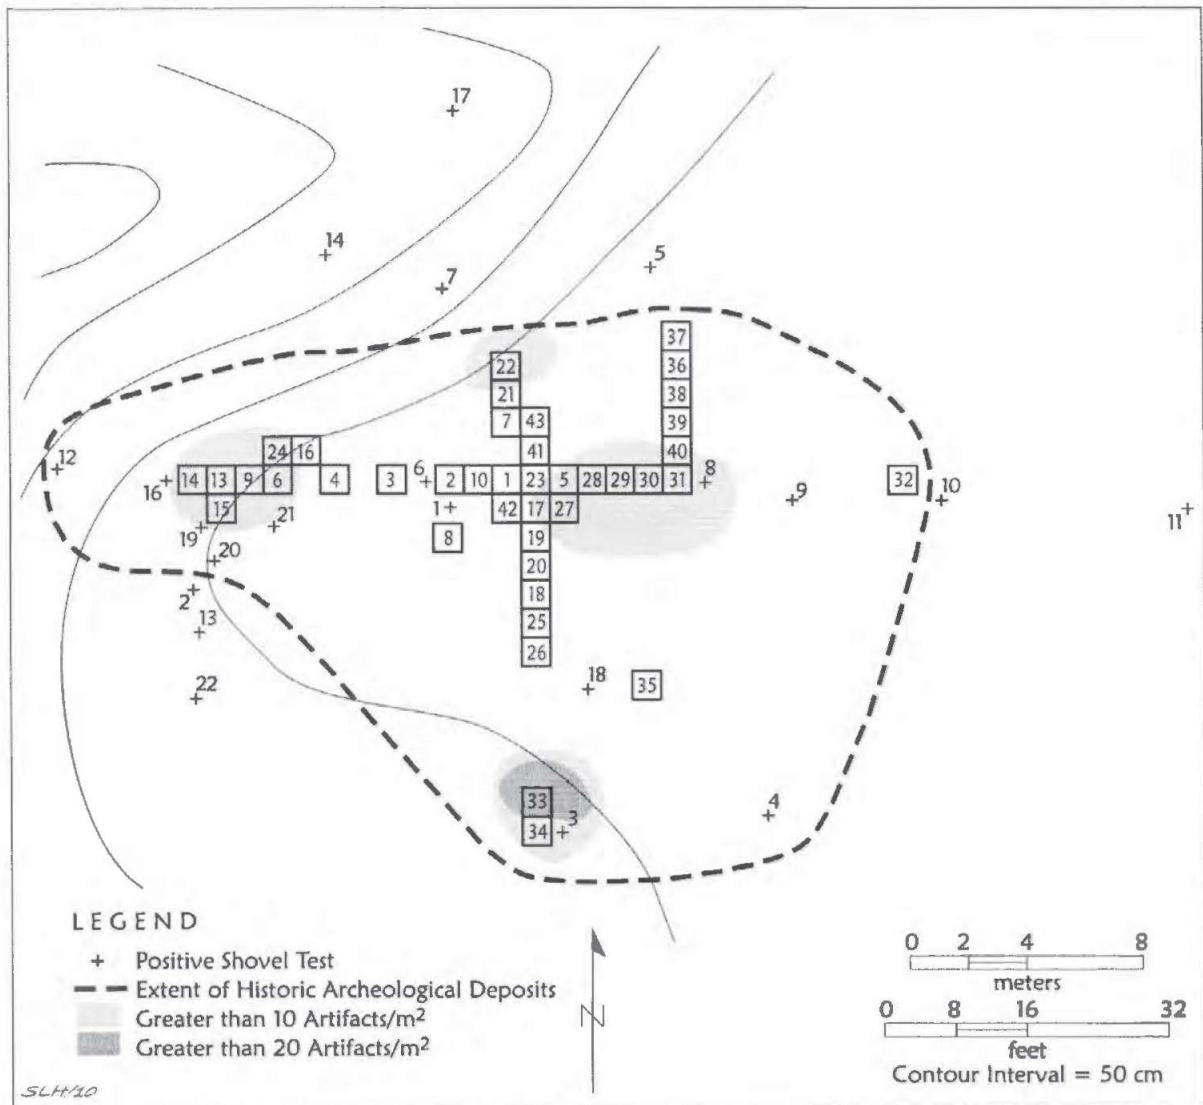 17
14
7
5
37
22 36
21 38
7 43 39
24 16 41 40
12
16 14 13 9 6 4 3 6 2 10 1 23 5 28 29 30 31 8 9 32 10
15 21 1 42 17 27 11
19 8 19
20 20
2 18
13 25
26
22 18 35
33
34 3 4
LEGEND
+ Positive Shovel Test
Extent of Historic Archeological Deposits
Greater than 10 Artifacts/m²
Greater than 20 Artifacts/m²
N
0 2 4 8
meters
0 8 16 32
feet
Contour Interval = 50 cm
SLH/10